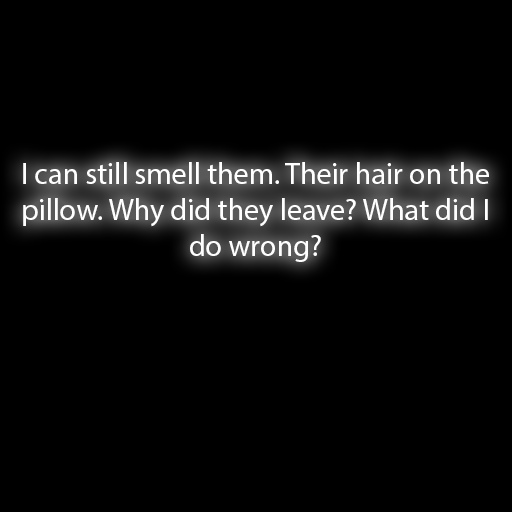 I can still smell them. Their hair on the
pillow. Why did they leave? What did I
do wrong?